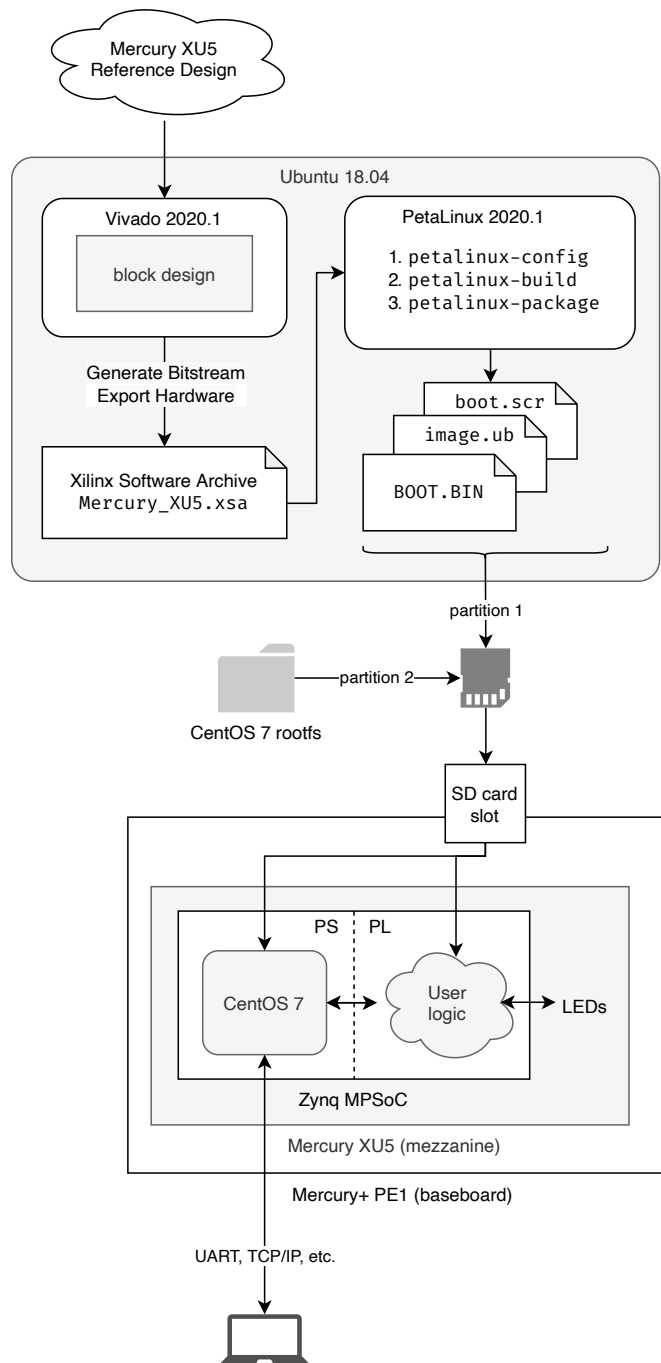 Mercury XU5
Reference Design
Ubuntu 18.04
Vivado 2020.1
block design
PetaLinux 2020.1
1. petalinux-config
2. petalinux-build
3. petalinux-package
Generate Bitstream
Export Hardware
Xilinx Software Archive
Mercury_XU5.xsa
boot.scr
image.ub
BOOT.BIN
partition 1
partition 2
CentOS 7 rootfs
SD card
slot
PS
PL
CentOS 7
User
logic
LEDs
Zynq MPSoC
Mercury XU5 (mezzanine)
Mercury+ PE1 (baseboard)
UART, TCP/IP, etc.